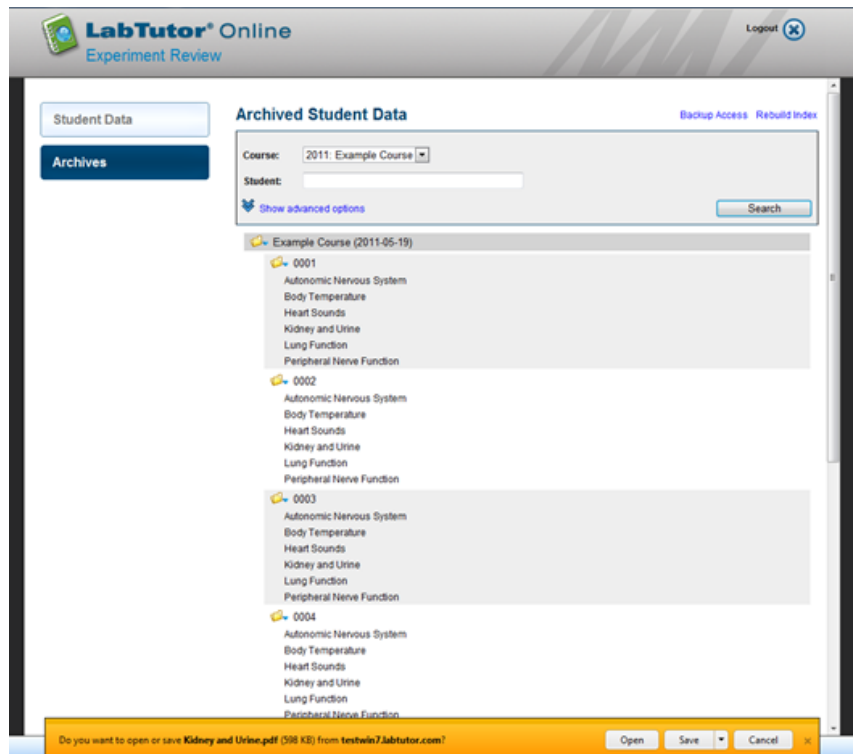 LabTutor® Online
Experiment Review
Logout
Student Data
Archives
Archived Student Data
Backup Access Rebuild Index
Course: 2011: Example Course
Student:
Show advanced options
Search
Example Course (2011-05-19)
0001
Autonomic Nervous System
Body Temperature
Heart Sounds
Kidney and Urine
Lung Function
Peripheral Nerve Function
0002
Autonomic Nervous System
Body Temperature
Heart Sounds
Kidney and Urine
Lung Function
Peripheral Nerve Function
0003
Autonomic Nervous System
Body Temperature
Heart Sounds
Kidney and Urine
Lung Function
Peripheral Nerve Function
0004
Autonomic Nervous System
Body Temperature
Heart Sounds
Kidney and Urine
Lung Function
Peripheral Nerve Function
Do you want to open or save Kidney and Urine.pdf (598 KB) from testwin7.labtutor.com? Open Save Cancel